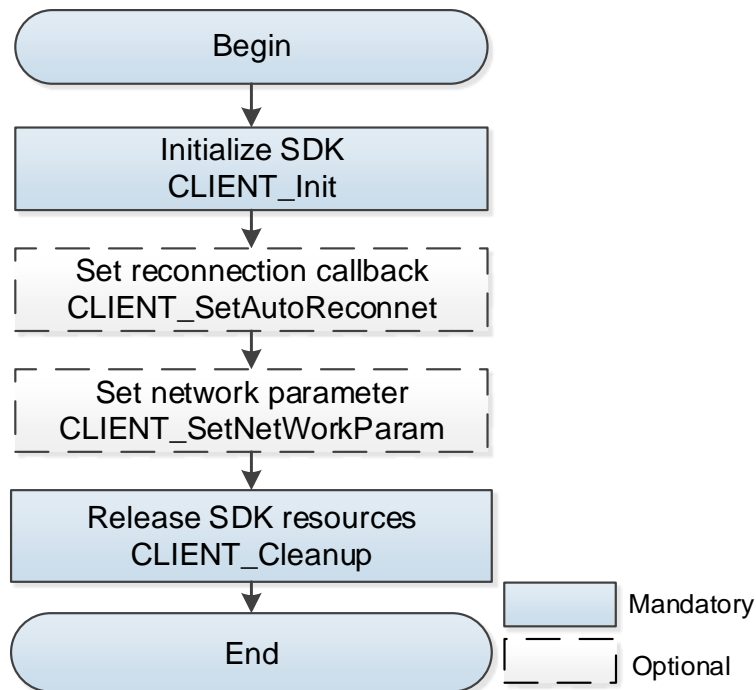 Begin
Initialize SDK
CLIENT_Init
Set reconnection callback
CLIENT_SetAutoReconnet
Set network parameter
CLIENT_SetNetWorkParam
Release SDK resources
CLIENT_Cleanup
End
Mandatory
Optional